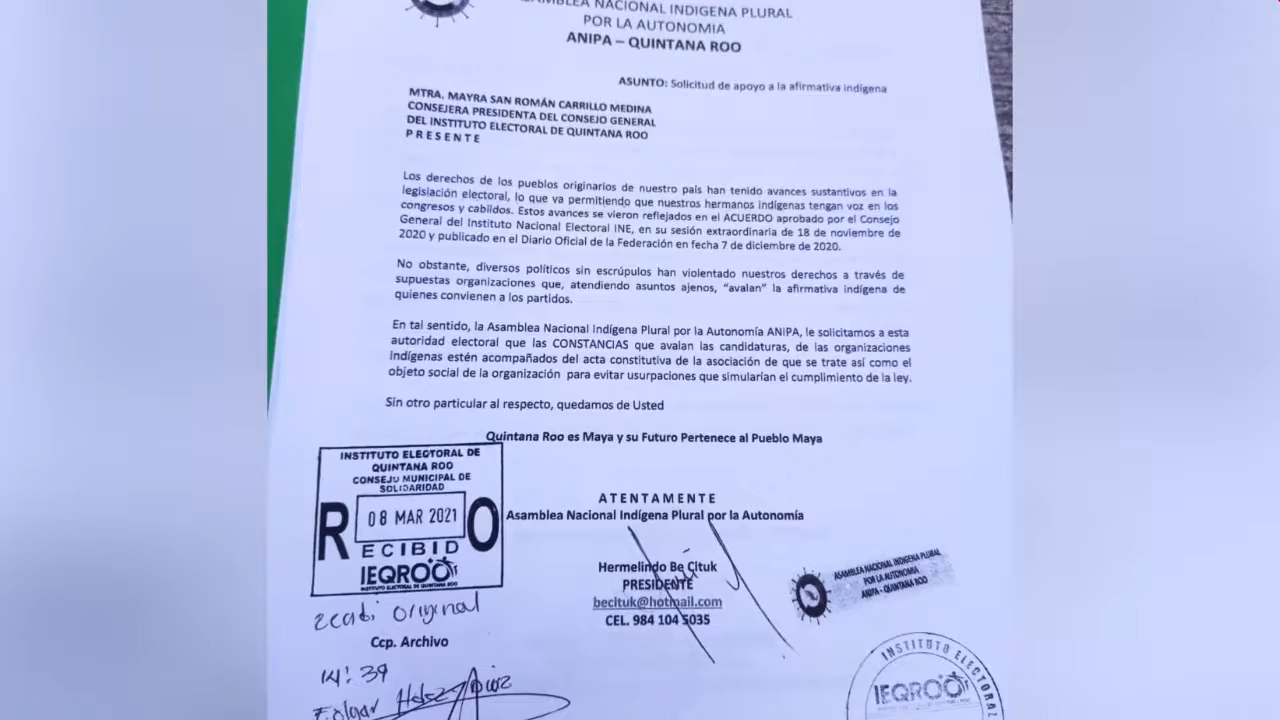 ASAMBLEA NACIONAL INDIGENA PLURAL
POR LA AUTONOMIA
ANIPA – QUINTANA ROO
ASUNTO: Solicitud de apoyo a la afirmativa indígena
MTRA. MAYRA SAN ROMÁN CARRILLO MEDINA
CONSEJERA PRESIDENTA DEL CONSEJO GENERAL
DEL INSTITUTO ELECTORAL DE QUINTANA ROO
P R E S E N T E
Los derechos de los pueblos originarios de nuestro país han tenido avances sustantivos en la
legislación electoral, lo que va permitiendo que nuestros hermanos indígenas tengan voz en los
congresos y cabildos. Estos avances se vieron reflejados en el ACUERDO aprobado por el Consejo
General del Instituto Nacional Electoral INE, en su sesión extraordinaria de 18 de noviembre de
2020 y publicado en el Diario Oficial de la Federación en fecha 7 de diciembre de 2020.
No obstante, diversos políticos sin escrúpulos han violentado nuestros derechos a través de
supuestas organizaciones que, atendiendo asuntos ajenos, “avalan” la afirmativa indígena de
quienes convienen a los partidos.
En tal sentido, la Asamblea Nacional Indígena Plural por la Autonomía ANIPA, le solicitamos a esta
autoridad electoral que las CONSTANCIAS que avalan las candidaturas, de las organizaciones
Indígenas estén acompañados del acta constitutiva de la asociación de que se trate así como el
objeto social de la organización para evitar usurpaciones que simularían el cumplimiento de la ley.
Sin otro particular al respecto, quedamos de Usted
Quintana Roo es Maya y su Futuro Pertenece al Pueblo Maya
INSTITUTO ELECTORAL DE
QUINTANA ROO
CONSEJO MUNICIPAL DE
SOLIDARIDAD
08 MAR 2021
RECIBIDO
IEQROO
INSTITUTO ELECTORAL DE QUINTANA ROO
ATENTAMENTE
Asamblea Nacional Indígena Plural por la Autonomía
Hermelindo Be Cituk
PRESIDENTE
becituk@hotmail.com
CEL. 984 104 5035
ASAMBLEA NACIONAL INDIGENA PLURAL
POR LA AUTONOMIA
ANIPA - QUINTANA ROO
original
Ccp. Archivo
14:39
INSTITUTO ELECTORAL
IEQROO